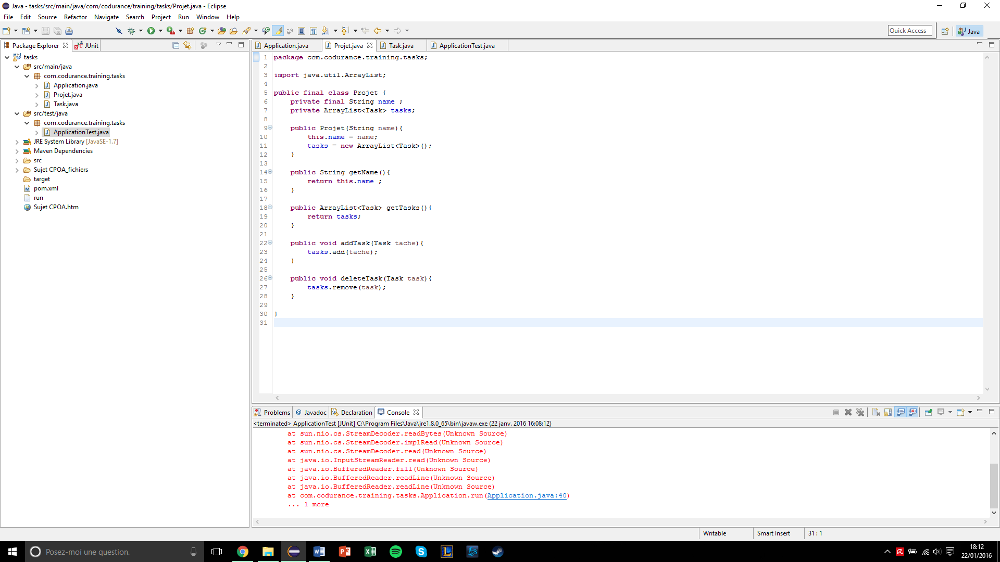 Java - tasks/src/main/java/com/codurance/training/tasks/Projet.java - Eclipse
File Edit Source Refactor Navigate Search Project Run Window Help
Quick Access
Java
Package Explorer
JUnit
tasks
src/main/java
com.codurance.training.tasks
Application.java
Projet.java
Task.java
src/test/java
com.codurance.training.tasks
ApplicationTest.java
JRE System Library [JavaSE-1.7]
Maven Dependencies
src
Sujet CPOA_fichiers
target
pom.xml
run
Sujet CPOA.htm
Application.java Projet.java Task.java ApplicationTest.java
1 package com.codurance.training.tasks;
2
3 import java.util.ArrayList;
4
5 public final class Projet {
6 private final String name ;
7 private ArrayList<Task> tasks;
8
9 public Projet(String name){
10 this.name = name;
11 tasks = new ArrayList<Task>();
12 }
13
14 public String getName(){
15 return this.name ;
16 }
17
18 public ArrayList<Task> getTasks(){
19 return tasks;
20 }
21
22 public void addTask(Task tache){
23 tasks.add(tache);
24 }
25
26 public void deleteTask(Task task){
27 tasks.remove(task);
28 }
29
30 }
31
Problems Javadoc Declaration Console
<terminated> ApplicationTest [JUnit] C:\Program Files\Java\jre1.8.0_65\bin\javaw.exe (22 janv. 2016 16:08:12)
at sun.nio.cs.StreamDecoder.readBytes(Unknown Source)
at sun.nio.cs.StreamDecoder.implRead(Unknown Source)
at sun.nio.cs.StreamDecoder.read(Unknown Source)
at java.io.InputStreamReader.read(Unknown Source)
at java.io.BufferedReader.fill(Unknown Source)
at java.io.BufferedReader.readLine(Unknown Source)
at java.io.BufferedReader.readLine(Unknown Source)
at com.codurance.training.tasks.Application.run(Application.java:40)
... 1 more
Writable Smart Insert 31 : 1
Posez-moi une question.
18:12
22/01/2016